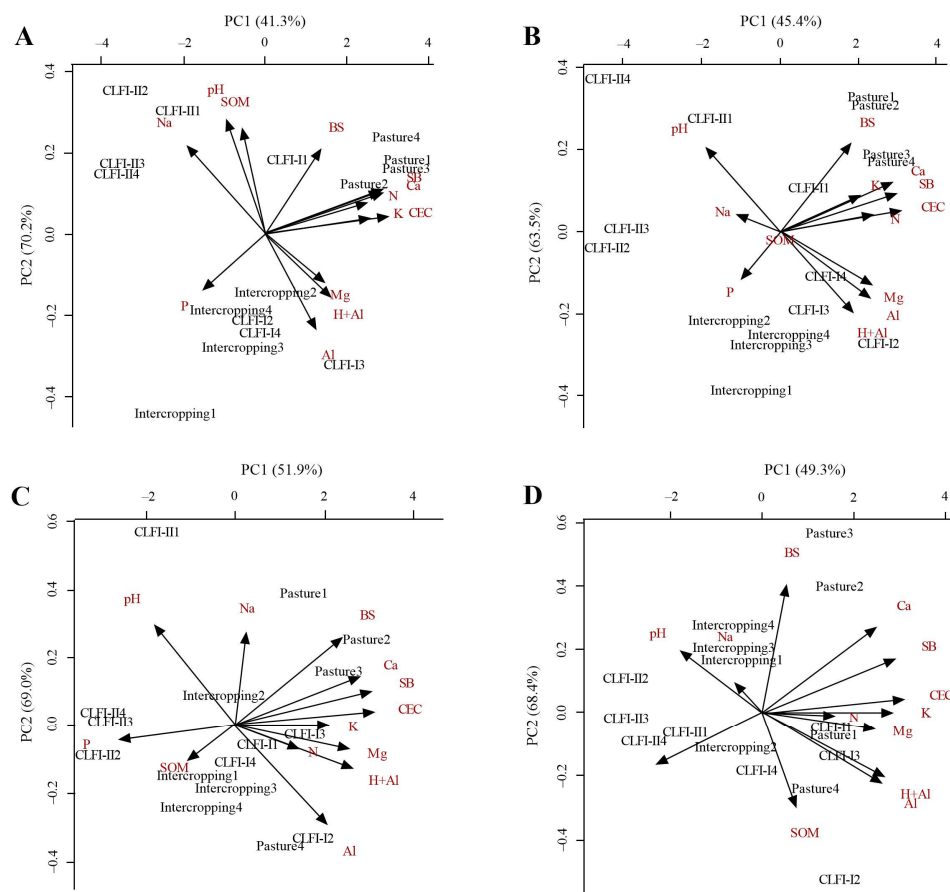 A
PC1 (41.3%)
−4
−2
0
2
4
PC2 (70.2%)
0.4
0.2
0.0
−0.2
−0.4
CLFI-II2
pH
SOM
CLFI-II1
Na
BS
Pasture4
CLFI-II3
CLFI-II4
CLFI-I1
Pasture1
Pasture3
SB
Pasture2
Ca
N
K
CEC
Intercropping2
Mg
P
Intercropping4
H+Al
CLFI-I2
CLFI-I4
Intercropping3
Al
CLFI-I3
Intercropping1
B
PC1 (45.4%)
−4
−2
0
2
4
PC2 (63.5%)
0.4
0.2
0.0
−0.2
−0.4
CLFI-II4
Pasture1
Pasture2
CLFI-II1
pH
BS
Pasture3
Pasture4
Ca
CLFI-I1
K
SB
Na
CEC
N
CLFI-II3
SOM
CLFI-II2
CLFI-I4
P
Mg
CLFI-I3
Al
Intercropping2
Intercropping4
H+Al
Intercropping3
CLFI-I2
Intercropping1
C
PC1 (51.9%)
−2
0
2
4
PC2 (69.0%)
0.6
0.4
0.2
0.0
−0.2
−0.4
CLFI-II1
pH
Na
Pasture1
BS
Pasture2
Ca
Pasture3
SB
Intercropping2
CEC
CLFI-II4
CLFI-II3
K
P
CLFI-I3
CLFI-I1
N
CLFI-II2
Mg
CLFI-I4
SOM
Intercropping1
H+Al
Intercropping3
Intercropping4
CLFI-I2
Pasture4
Al
D
PC1 (49.3%)
−2
0
2
4
PC2 (68.4%)
0.6
0.4
0.2
0.0
−0.2
−0.4
Pasture3
BS
Pasture2
Ca
Intercropping4
pH
Na
Intercropping3
SB
Intercropping1
CLFI-II2
CEC
CLFI-II3
N
K
CLFI-II1
CLFI-I1
Mg
CLFI-II4
Pasture1
Intercropping2
CLFI-I3
CLFI-I4
Pasture4
H+Al
Al
SOM
CLFI-I2